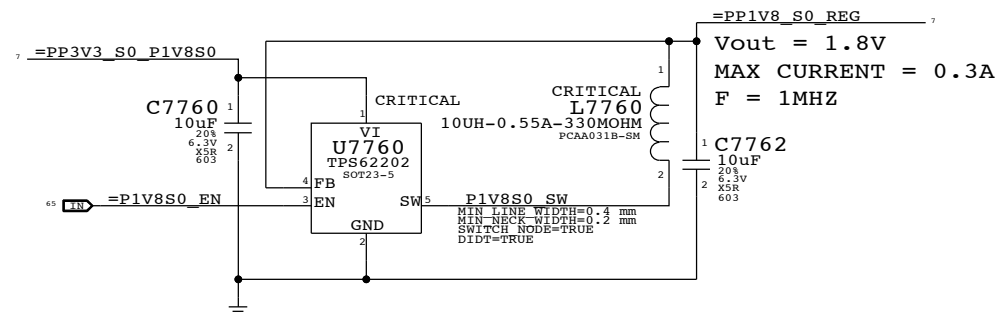 =PP1V8_S0_REG
7
7
=PP3V3_S0_P1V8S0
Vout = 1.8V
MAX CURRENT = 0.3A
F = 1MHZ
1
CRITICAL
L7760
10UH-0.55A-330MOHM
PCAA031B-SM
2
C7760
1
10uF
20%
6.3V
X5R
603
2
CRITICAL
1
VI
U7760
TPS62202
SOT23-5
4
FB
3
EN
SW
5
GND
2
1
C7762
10uF
20%
6.3V
X5R
603
2
65
IN
=P1V8S0_EN
P1V8S0_SW
MIN_LINE_WIDTH=0.4 mm
MIN_NECK_WIDTH=0.2 mm
SWITCH_NODE=TRUE
DIDT=TRUE